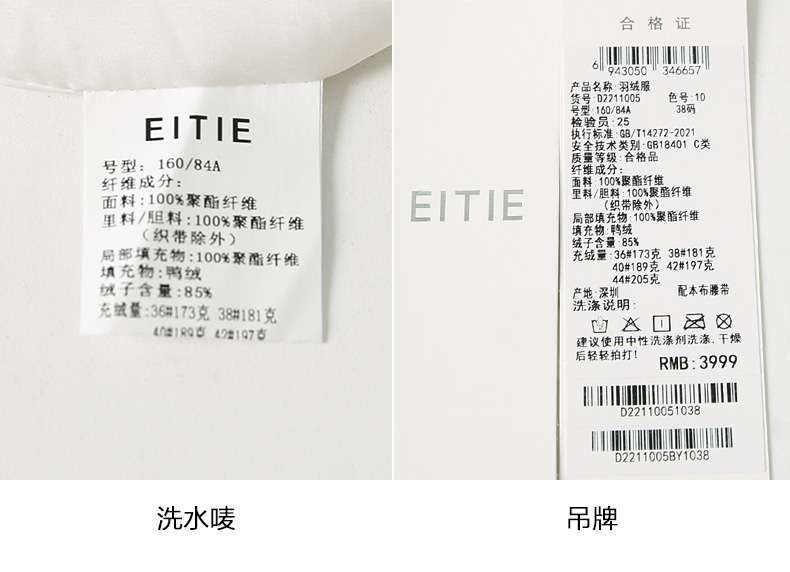 EITIE
号型: 160/84A
纤维成分:
面料:100%聚酯纤维
里料/胆料:100%聚酯纤维
(织带除外)
局部填充物:100%聚酯纤维
填充物:鸭绒
绒子含量:85%
充绒量:36#173克 38#181克
40#189克 42#197克
洗水唛
EITIE
合格证
6 943050 346657
产品名称:羽绒服
货号:D2211005 色号:10
号型:160/84A 38码
检验员:25
执行标准:GB/T14272-2021
安全技术类别:GB18401 C类
质量等级:合格品
纤维成分:
面料:100%聚酯纤维
里料/胆料:100%聚酯纤维
(织带除外)
局部填充物:100%聚酯纤维
填充物:鸭绒
绒子含量:85%
充绒量:36#173克 38#181克
40#189克 42#197克
44#205克
产地:深圳 配本布腰带
洗涤说明:
建议使用中性洗涤剂洗涤,干燥
后轻轻拍打!
RMB:3999
D22110051038
D2211005BY1038
吊牌